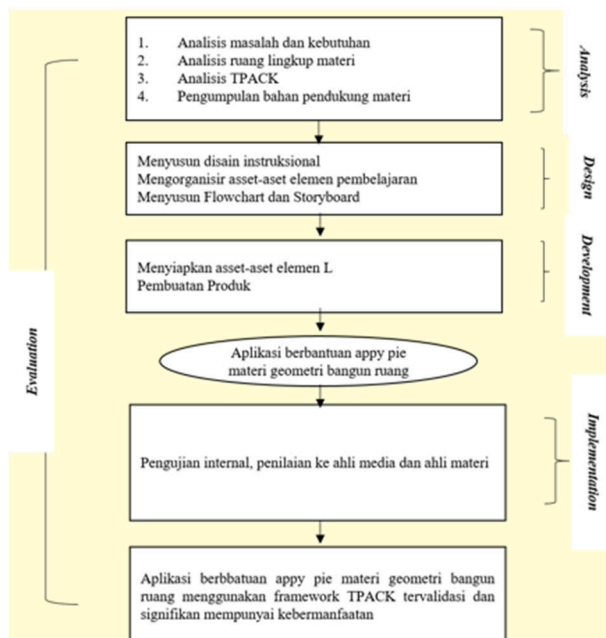 1. Analisis masalah dan kebutuhan
2. Analisis ruang lingkup materi
3. Analisis TPACK
4. Pengumpulan bahan pendukung materi
Analysis
Menyusun disain instruksional
Mengorganisir asset-aset elemen pembelajaran
Menyusun Flowchart dan Storyboard
Design
Menyiapkan asset-aset elemen L
Pembuatan Produk
Development
Evaluation
Aplikasi berbantuan appy pie
materi geometri bangun ruang
Pengujian internal, penilaian ke ahli media dan ahli materi
Implementation
Aplikasi berbbatuan appy pie materi geometri bangun
ruang menggunakan framework TPACK tervalidasi dan
signifikan mempunyai kebermanfaatan